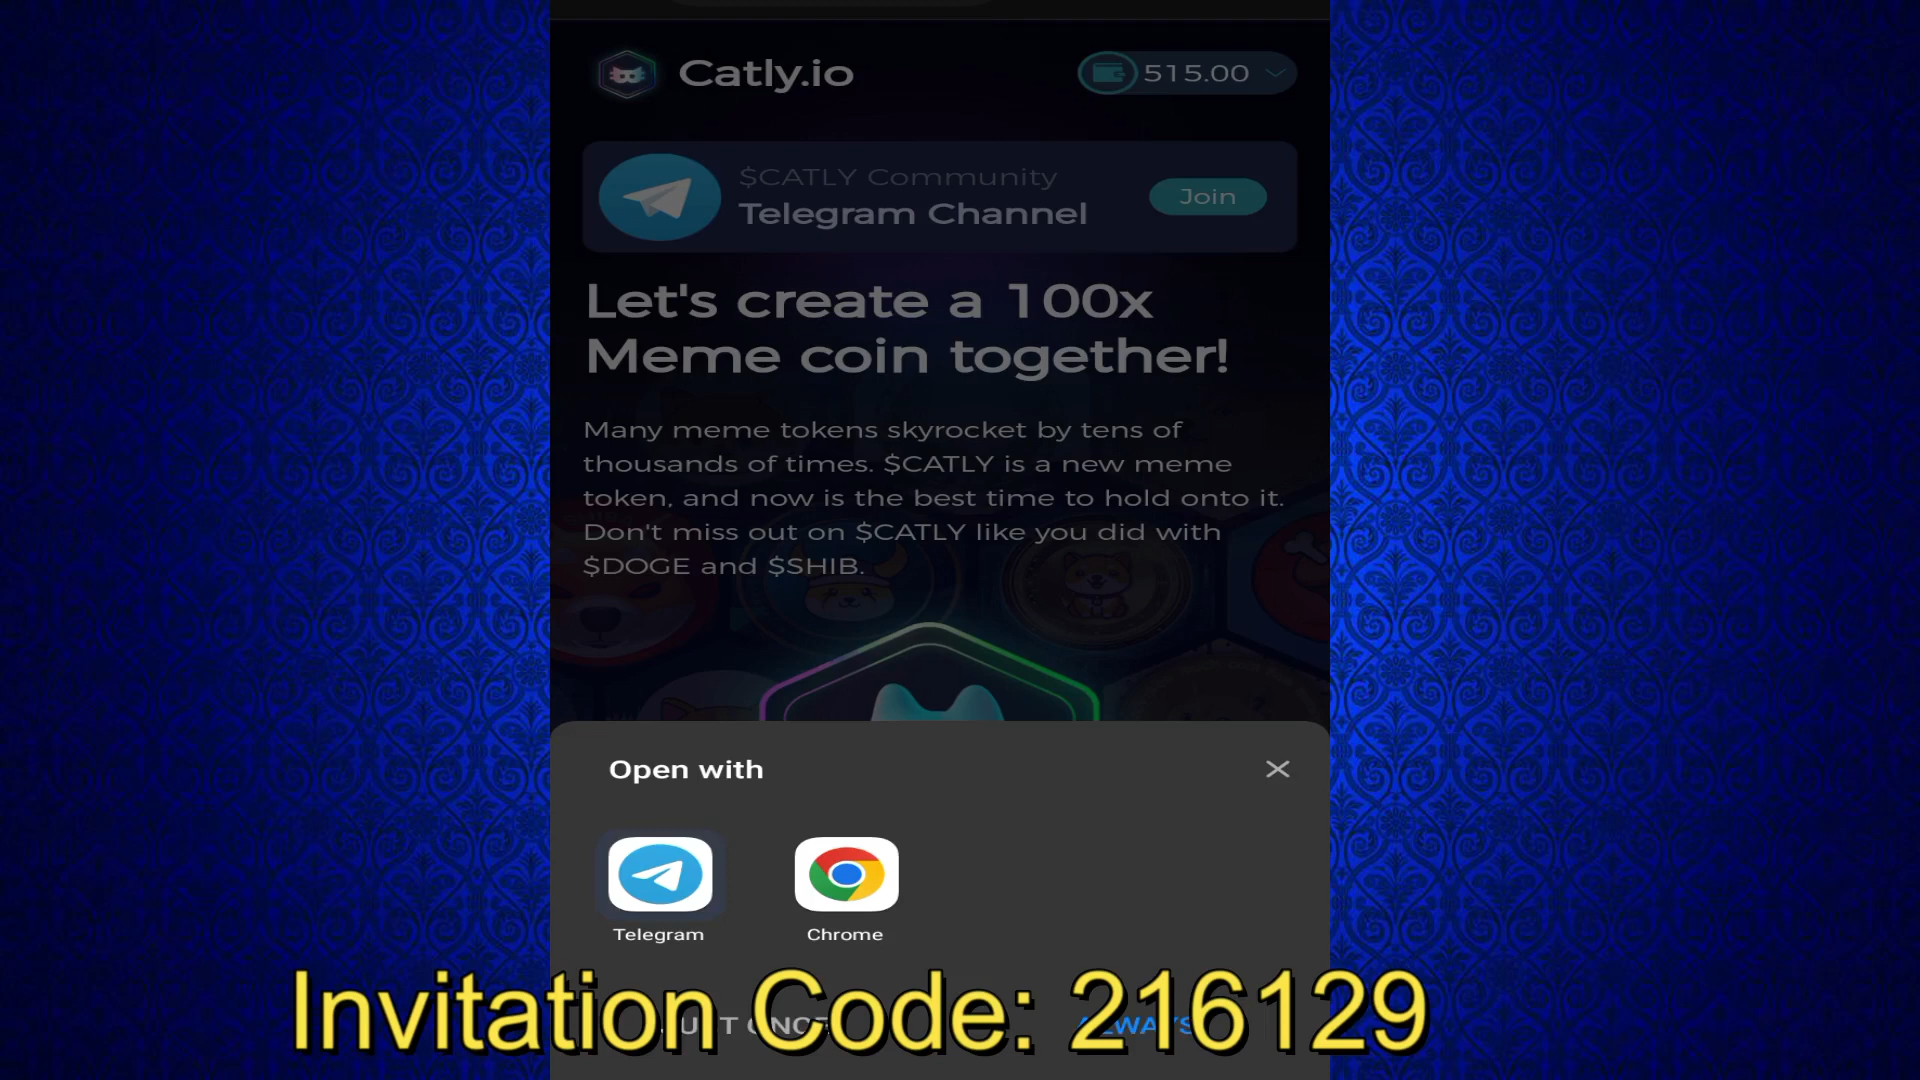 Catly.io
515.00
$CATLY Community
Telegram Channel
Join
Let's create a 100x
Meme coin together!
Many meme tokens skyrocket by tens of
thousands of times. $CATLY is a new meme
token, and now is the best time to hold onto it.
Don't miss out on $CATLY like you did with
$DOGE and $SHIB.
Open with
Telegram
Chrome
JUST ONCE
ALWAYS
Invitation Code: 216129